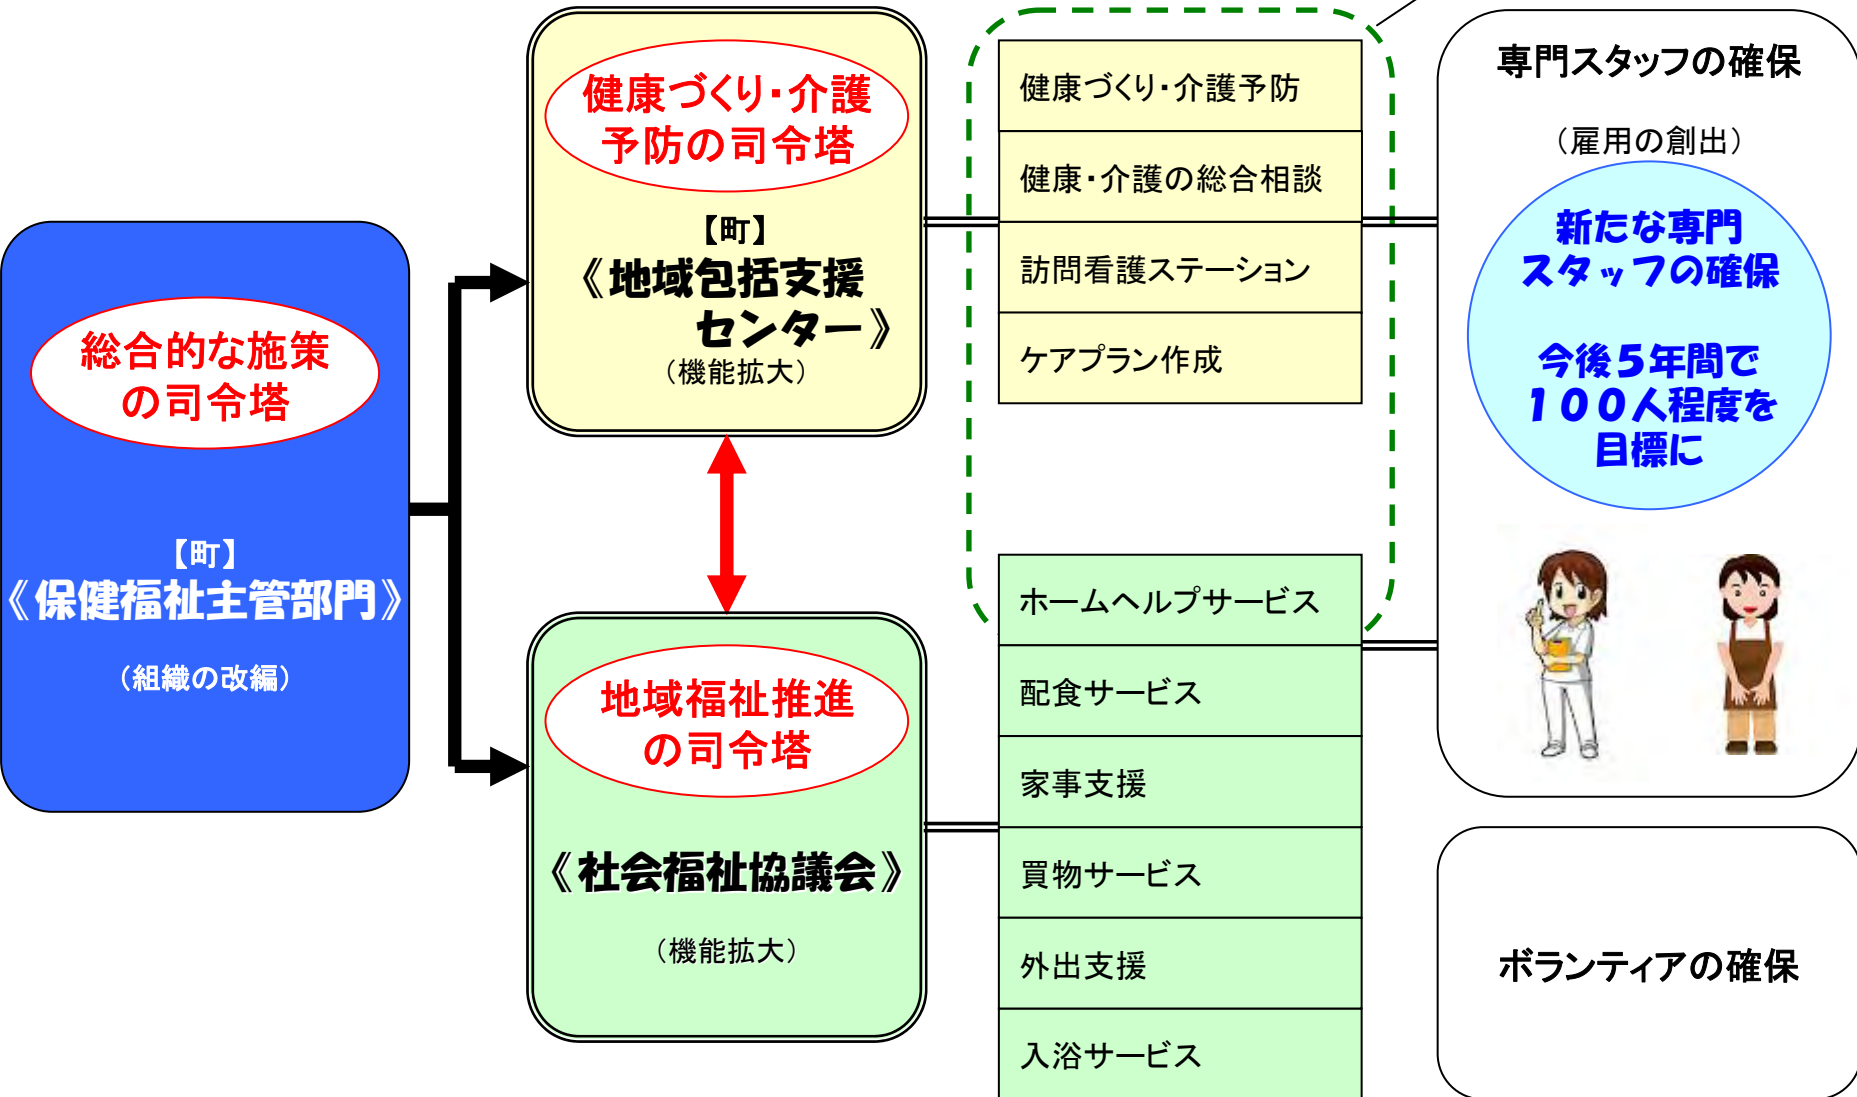 総合的な施策
の司令塔
【町】
《保健福祉主管部門》
（組織の改編）
健康づくり・介護
予防の司令塔
【町】
《地域包括支援
センター》
（機能拡大）
地域福祉推進
の司令塔
《社会福祉協議会》
（機能拡大）
健康づくり・介護予防
健康・介護の総合相談
訪問看護ステーション
ケアプラン作成
ホームヘルプサービス
配食サービス
家事支援
買物サービス
外出支援
入浴サービス
専門スタッフの確保
（雇用の創出）
新たな専門
スタッフの確保
今後５年間で
１００人程度を
目標に
ボランティアの確保